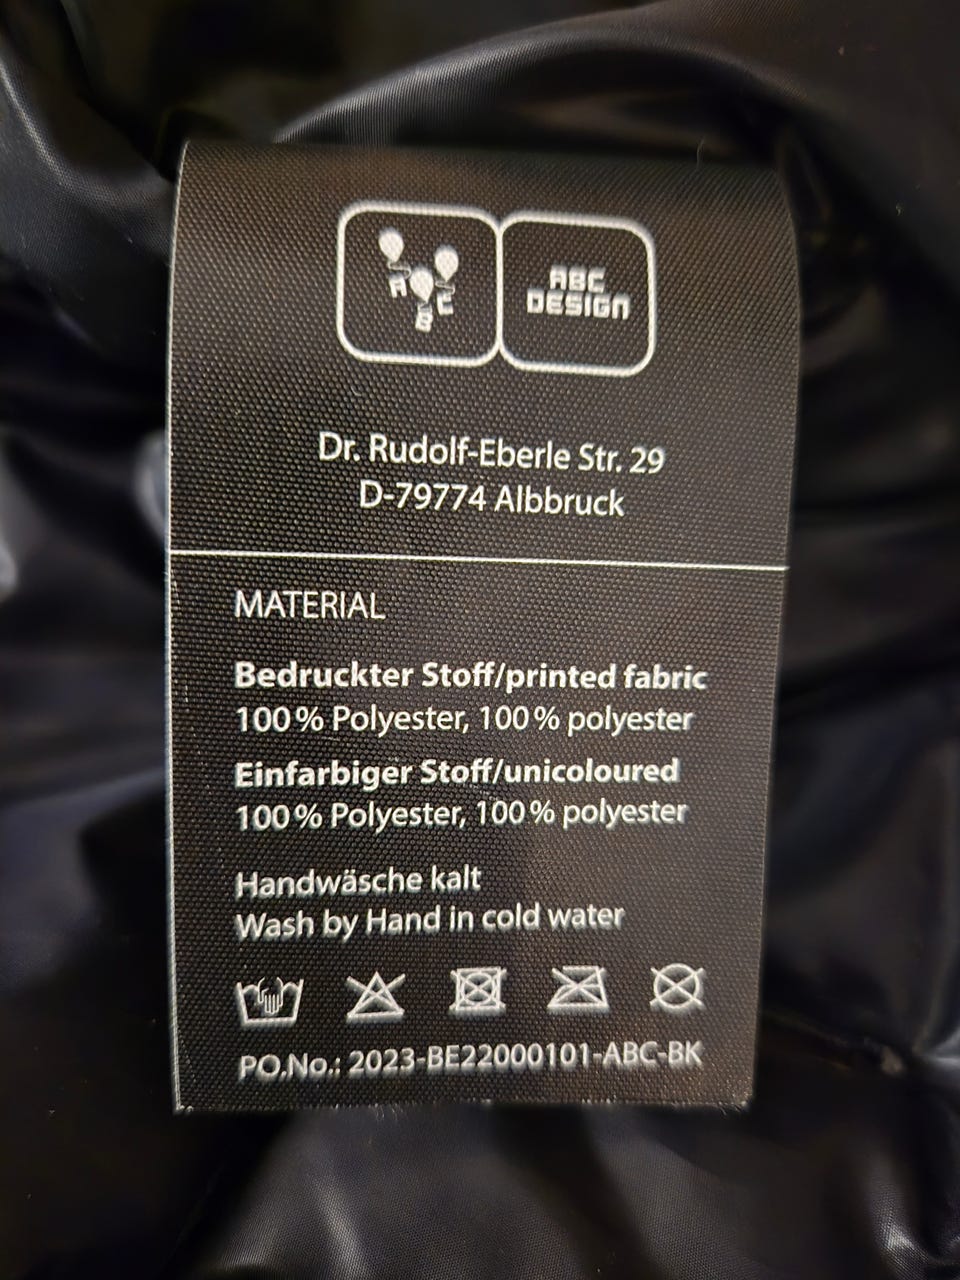 A B C
ABC
DESIGN
Dr. Rudolf-Eberle Str. 29
D-79774 Albbruck
MATERIAL
Bedruckter Stoff/printed fabric
100 % Polyester, 100 % polyester
Einfarbiger Stoff/unicoloured
100 % Polyester, 100 % polyester
Handwäsche kalt
Wash by Hand in cold water
PO.No.: 2023-BE22000101-ABC-BK